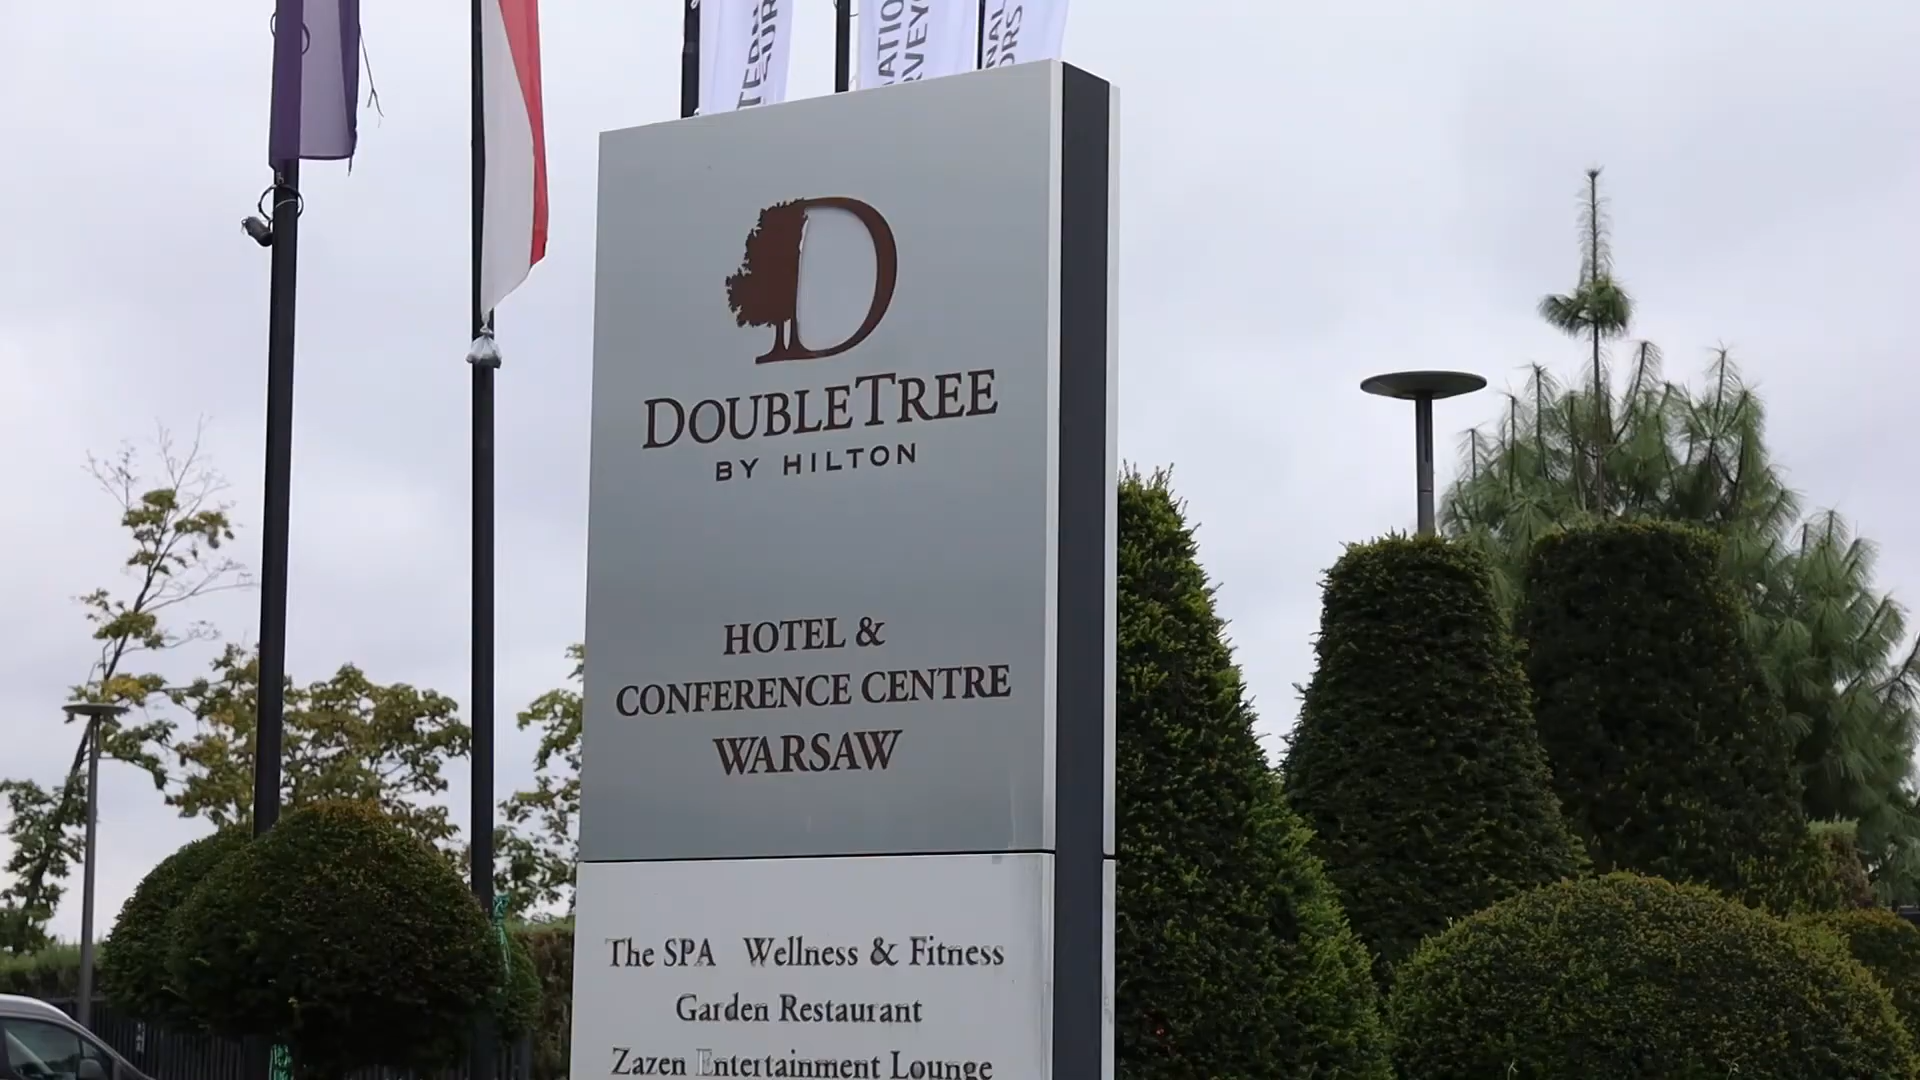 DOUBLETREE
BY HILTON
HOTEL &
CONFERENCE CENTRE
WARSAW
The SPA Wellness & Fitness
Garden Restaurant
Zazen Entertainment Lounge